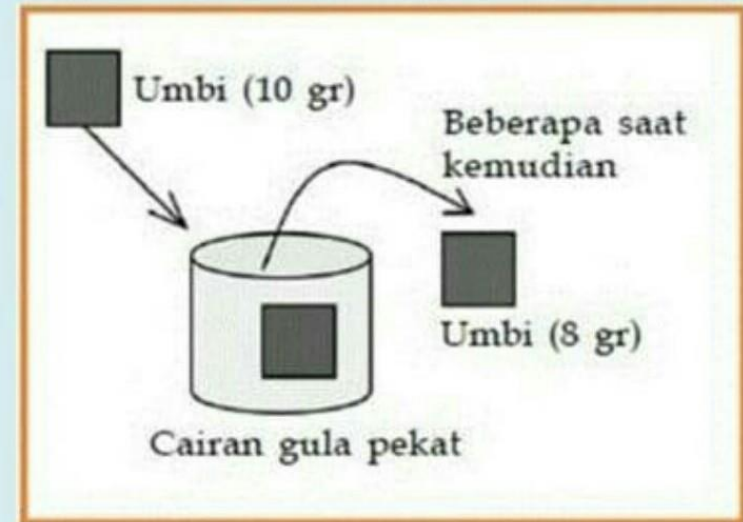 Umbi (10 gr)
Beberapa saat
kemudian
Umbi (8 gr)
Cairan gula pekat